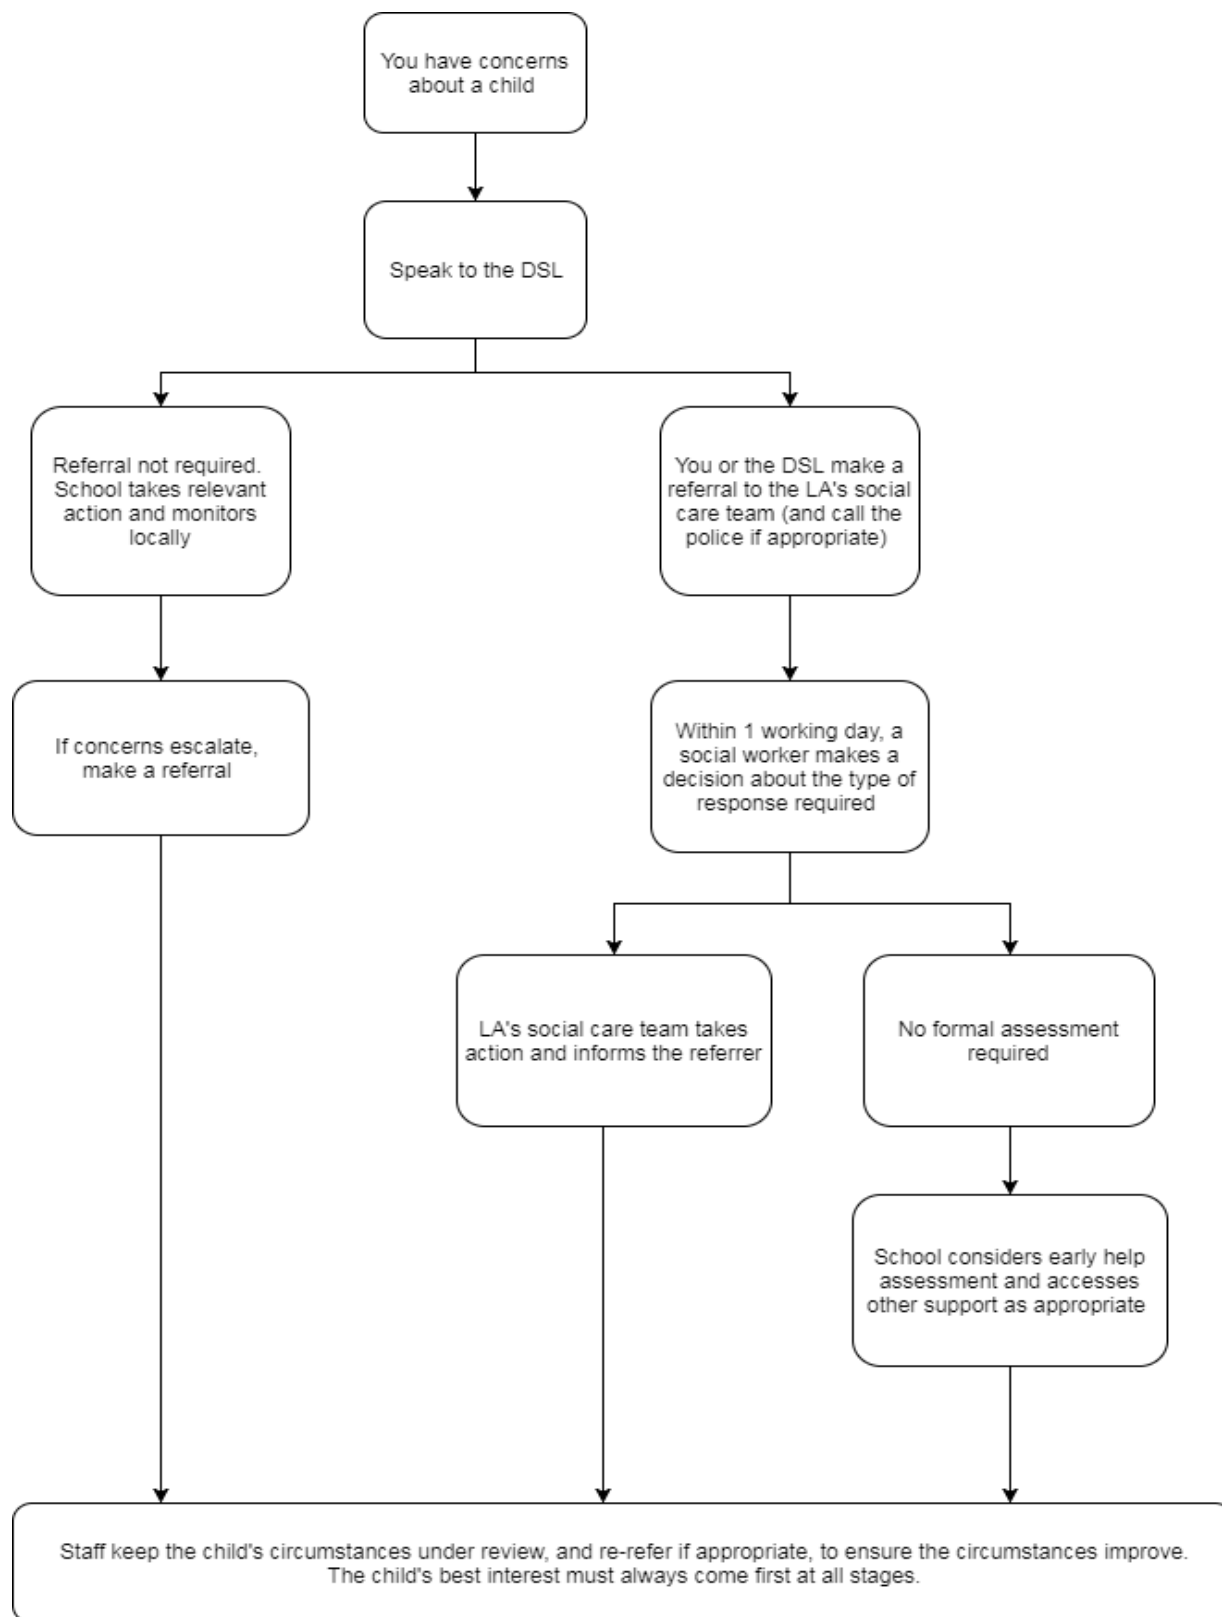 You have concerns
about a child
Speak to the DSL
Referral not required.
School takes relevant
action and monitors
locally
You or the DSL make a
referral to the LA's social
care team (and call the
police if appropriate)
If concerns escalate,
make a referral
Within 1 working day, a
social worker makes a
decision about the type of
response required
LA's social care team takes
action and informs the referrer
No formal assessment
required
School considers early help
assessment and accesses
other support as appropriate
Staff keep the child's circumstances under review, and re-refer if appropriate, to ensure the circumstances improve.
The child's best interest must always come first at all stages.